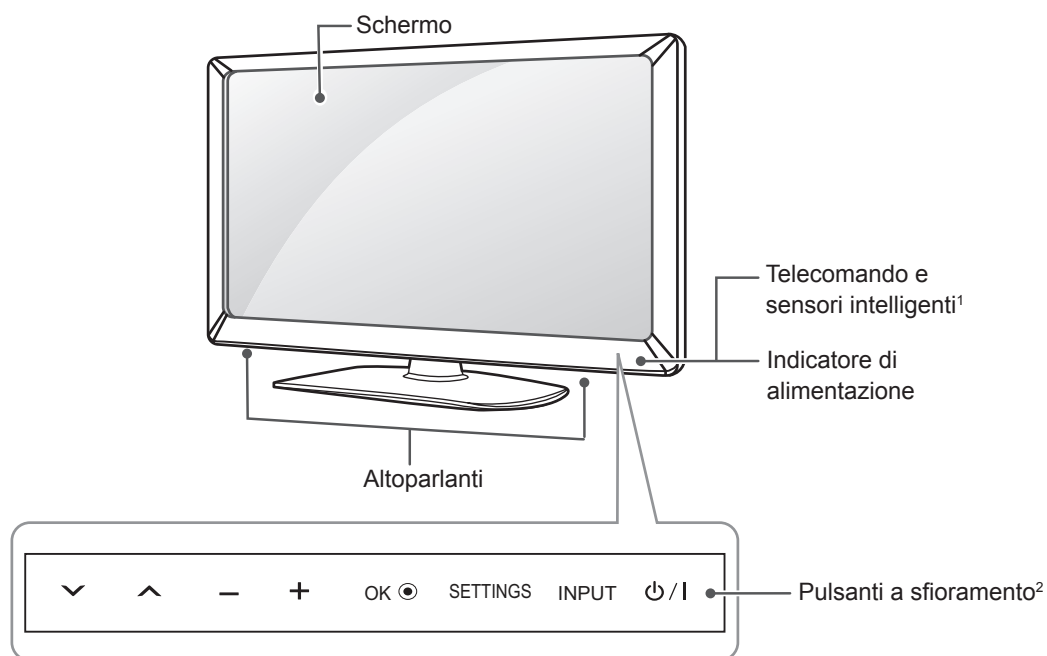 Schermo
Telecomando e
sensori intelligenti¹
Indicatore di
alimentazione
Altoparlanti
OK SETTINGS INPUT /I
Pulsanti a sfioramento²